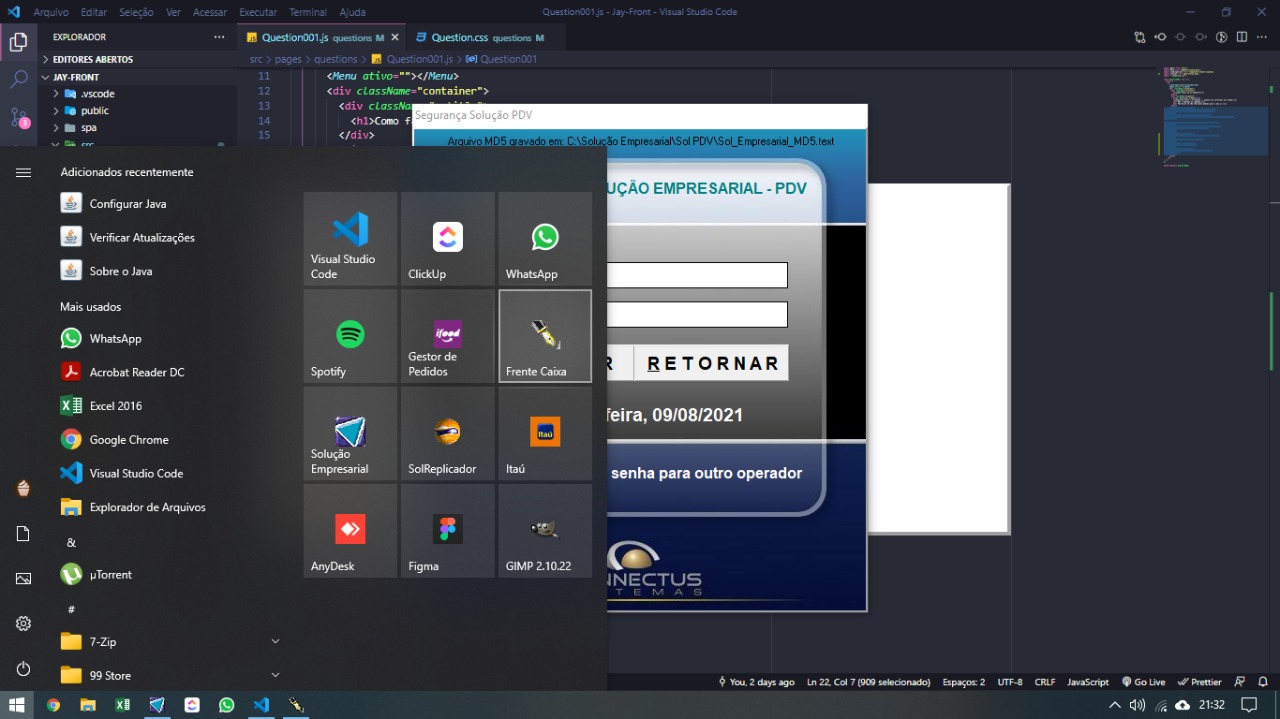 Arquivo Editar Seleção Ver Acessar Executar Terminal Ajuda
Question001.js - Jay-Front - Visual Studio Code
EXPLORADOR
Question001.js questions M
Question.css questions M
EDITORES ABERTOS
src > pages > questions > Question001.js > Question001
JAY-FRONT
.vscode
public
spa
src
11 <Menu ativo=""></Menu>
12 <div className="container">
13 <div classNam
14 <h1>Como f
15 </div>
Segurança Solução PDV
Arquivo MD5 gravado em: C:\Solução Empresarial\Sol PDV\Sol_Empresarial_MD5.text
UÇÃO EMPRESARIAL - PDV
R
RETORNAR
feira, 09/08/2021
senha para outro operador
NNECTUS
TEMAS
Adicionados recentemente
Configurar Java
Verificar Atualizações
Sobre o Java
Mais usados
WhatsApp
Acrobat Reader DC
Excel 2016
Google Chrome
Visual Studio Code
Explorador de Arquivos
&
µTorrent
#
7-Zip
99 Store
Visual Studio
Code
ClickUp
WhatsApp
Spotify
ifood
Gestor de
Pedidos
Frente Caixa
Solução
Empresarial
SolReplicador
Itaú
Itaú
AnyDesk
Figma
GIMP 2.10.22
3
You, 2 days ago
Ln 22, Col 7 (909 selecionado)
Espaços: 2
UTF-8
CRLF
JavaScript
Go Live
Prettier
21:32